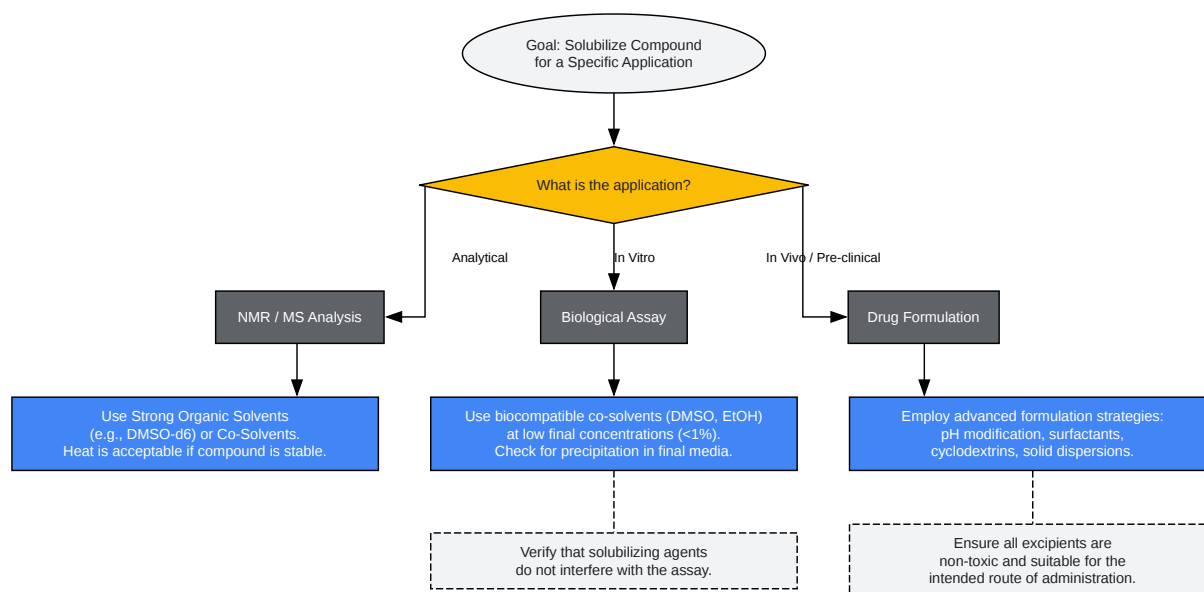 Goal: Solubilize Compound
for a Specific Application
What is the application?
Analytical
In Vitro
In Vivo / Pre-clinical
NMR / MS Analysis
Biological Assay
Drug Formulation
Use Strong Organic Solvents
(e.g., DMSO-d6) or Co-Solvents.
Heat is acceptable if compound is stable.
Use biocompatible co-solvents (DMSO, EtOH)
at low final concentrations (<1%).
Check for precipitation in final media.
Employ advanced formulation strategies:
pH modification, surfactants,
cyclodextrins, solid dispersions.
Verify that solubilizing agents
do not interfere with the assay.
Ensure all excipients are
non-toxic and suitable for the
intended route of administration.